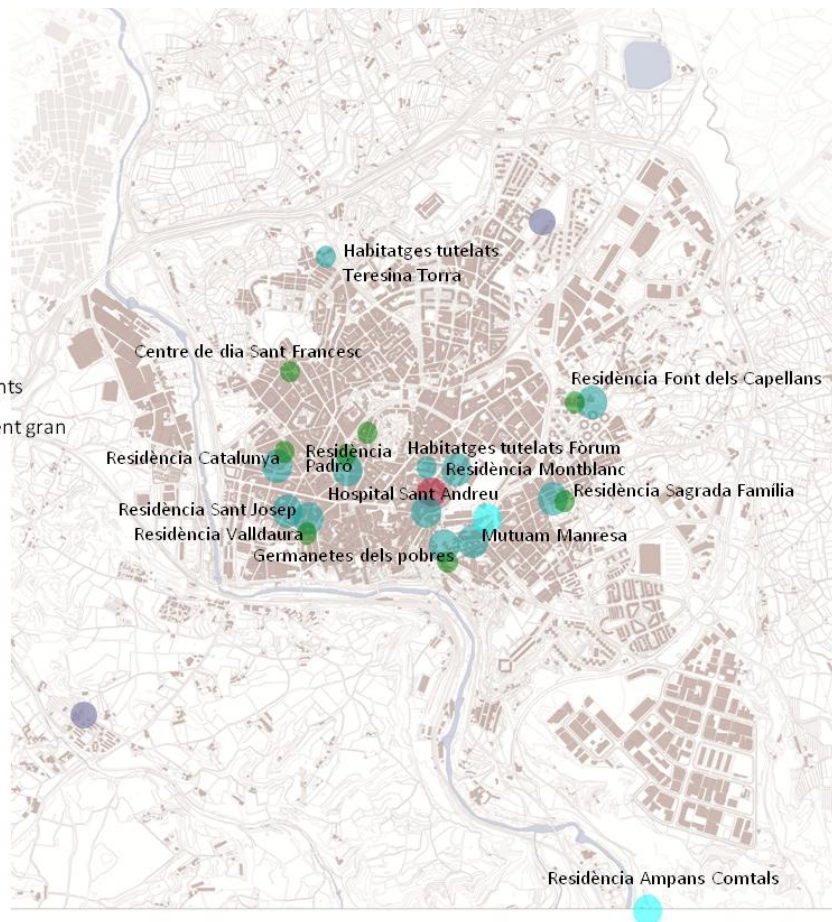 Habitatges tutelats
Teresina Torra
Centre de dia Sant Francesc
Residència Font dels Capellans
nts
ent gran
Residència Catalunya
Residència
Padró
Habitatges tutelats Fòrum
Residència Montblanc
Hospital Sant Andreu
Residència Sagrada Família
Residència Sant Josep
Residència Valldaura
Mutuam Manresa
Germanetes dels pobres
Residència Ampans Comtals